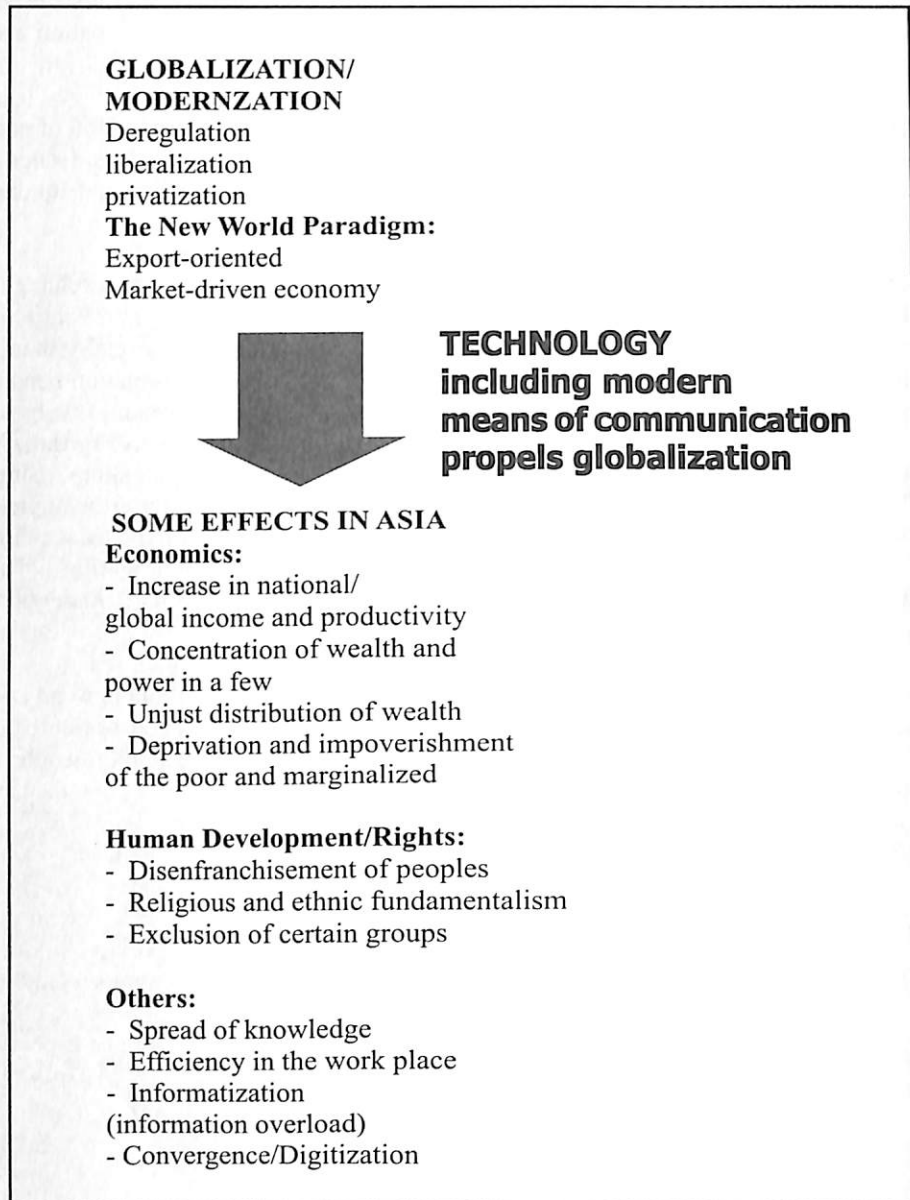 GLOBALIZATION/
MODERNZATION
Deregulation
liberalization
privatization
The New World Paradigm:
Export-oriented
Market-driven economy
TECHNOLOGY
including modern
means of communication
propels globalization
SOME EFFECTS IN ASIA
Economics:
- Increase in national/
global income and productivity
- Concentration of wealth and
power in a few
- Unjust distribution of wealth
- Deprivation and impoverishment
of the poor and marginalized
Human Development/Rights:
- Disenfranchisement of peoples
- Religious and ethnic fundamentalism
- Exclusion of certain groups
Others:
- Spread of knowledge
- Efficiency in the work place
- Informatization
(information overload)
- Convergence/Digitization